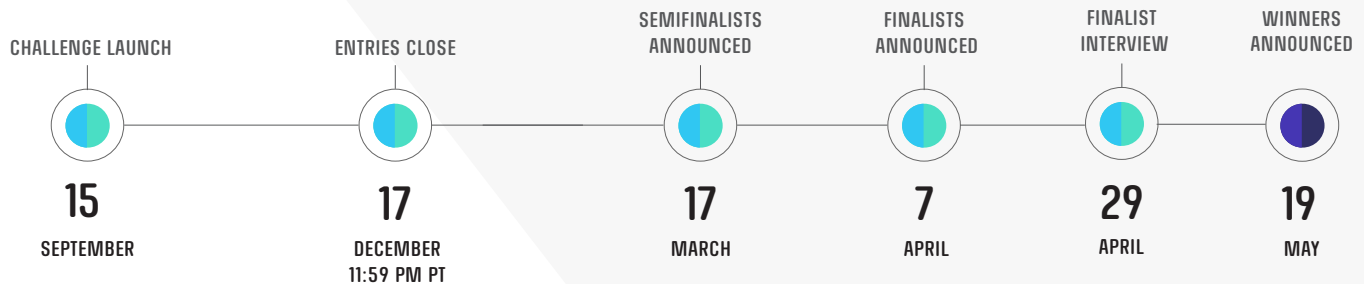 CHALLENGE LAUNCH
15
SEPTEMBER
ENTRIES CLOSE
17
DECEMBER
11:59 PM PT
SEMIFINALISTS
ANNOUNCED
17
MARCH
FINALISTS
ANNOUNCED
7
APRIL
FINALIST
INTERVIEW
29
APRIL
WINNERS
ANNOUNCED
19
MAY